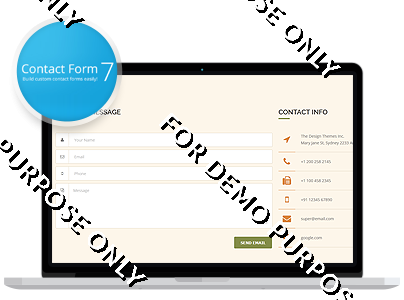 PURPOSE ONLY
PURPOSE ONLY
Contact Form 7
Build custom contact forms easily!
MESSAGE
CONTACT INFO
Your Name
Email
Phone
Message
SEND EMAIL
The Design Themes Inc.
Mary Jane St, Sydney 2233
+1 200 258 2145
+1 100 458 2345
+91 12345 67890
super@email.com
google.com
FOR DEMO PURPOSE
PURPOSE ONLY